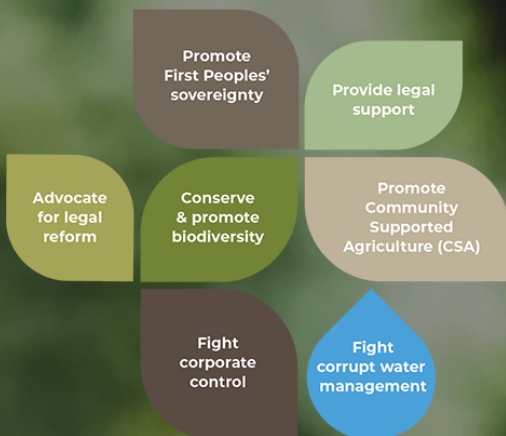 Promote
First Peoples’
sovereignty
Provide legal
support
Advocate
for legal
reform
Conserve
& promote
biodiversity
Promote
Community
Supported
Agriculture (CSA)
Fight
corporate
control
Fight
corrupt water
management